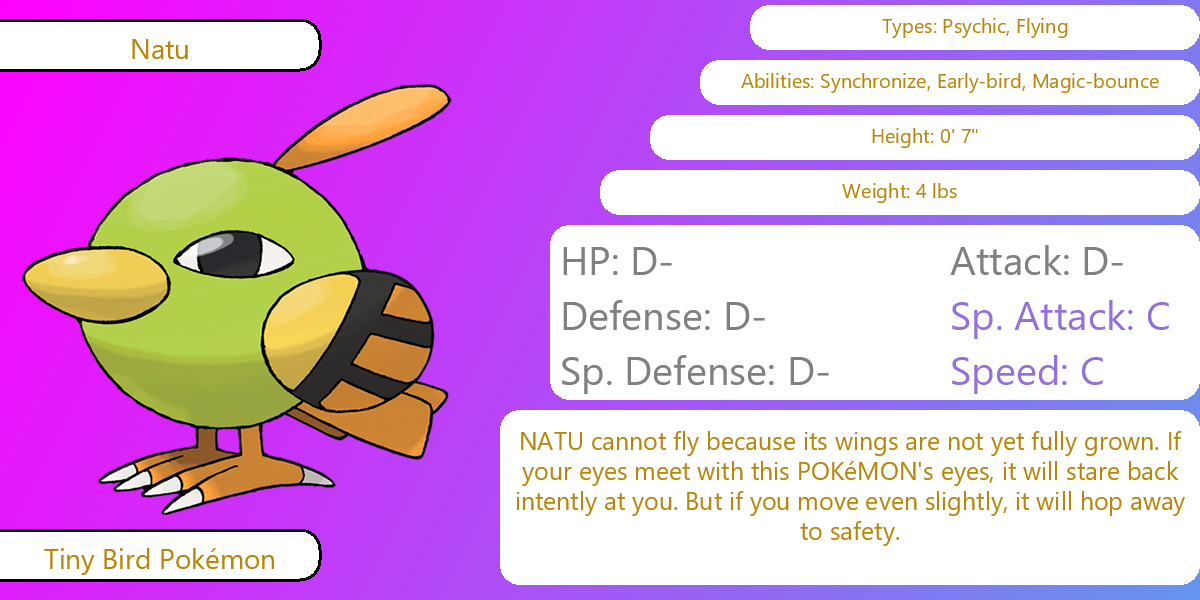 Natu
Types: Psychic, Flying
Abilities: Synchronize, Early-bird, Magic-bounce
Height: 0' 7"
Weight: 4 lbs
HP: D-
Attack: D-
Defense: D-
Sp. Attack: C
Sp. Defense: D-
Speed: C
NATU cannot fly because its wings are not yet fully grown. If
your eyes meet with this POKéMON's eyes, it will stare back
intently at you. But if you move even slightly, it will hop away
to safety.
Tiny Bird Pokémon